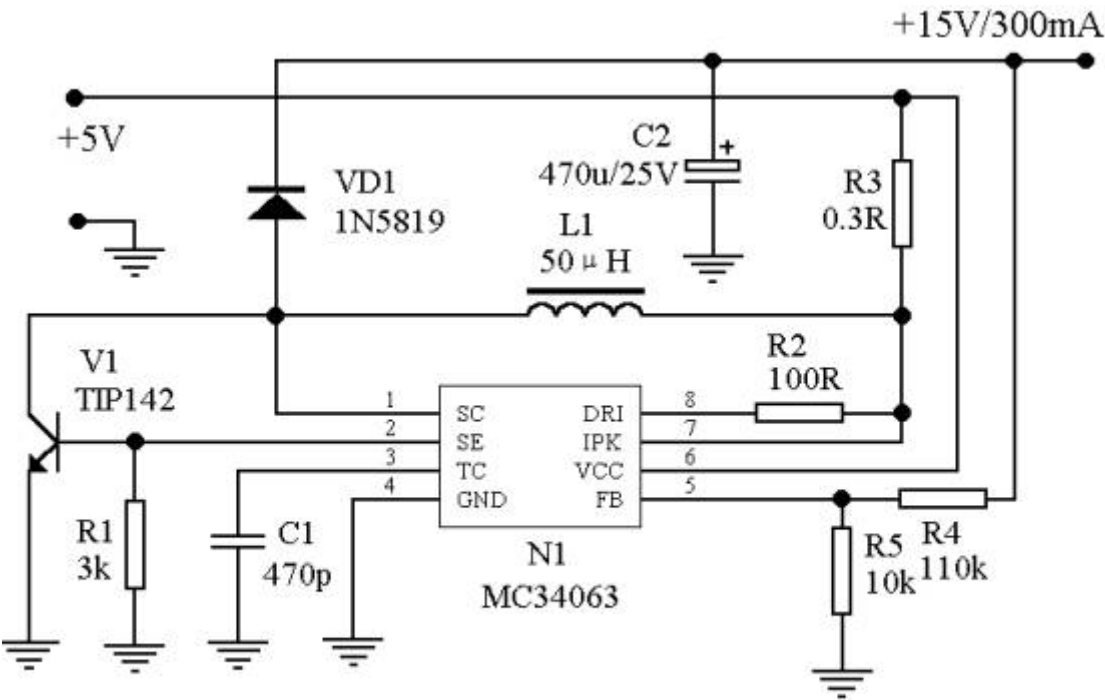 +15V/300mA
+5V
C2
+
470u/25V
VD1
1N5819
R3
0.3R
L1
50μH
V1
TIP142
R2
100R
1
SC
DRI
8
2
SE
IPK
7
3
TC
VCC
6
4
GND
FB
5
R1
3k
C1
470p
N1
MC34063
R5
10k
R4
110k